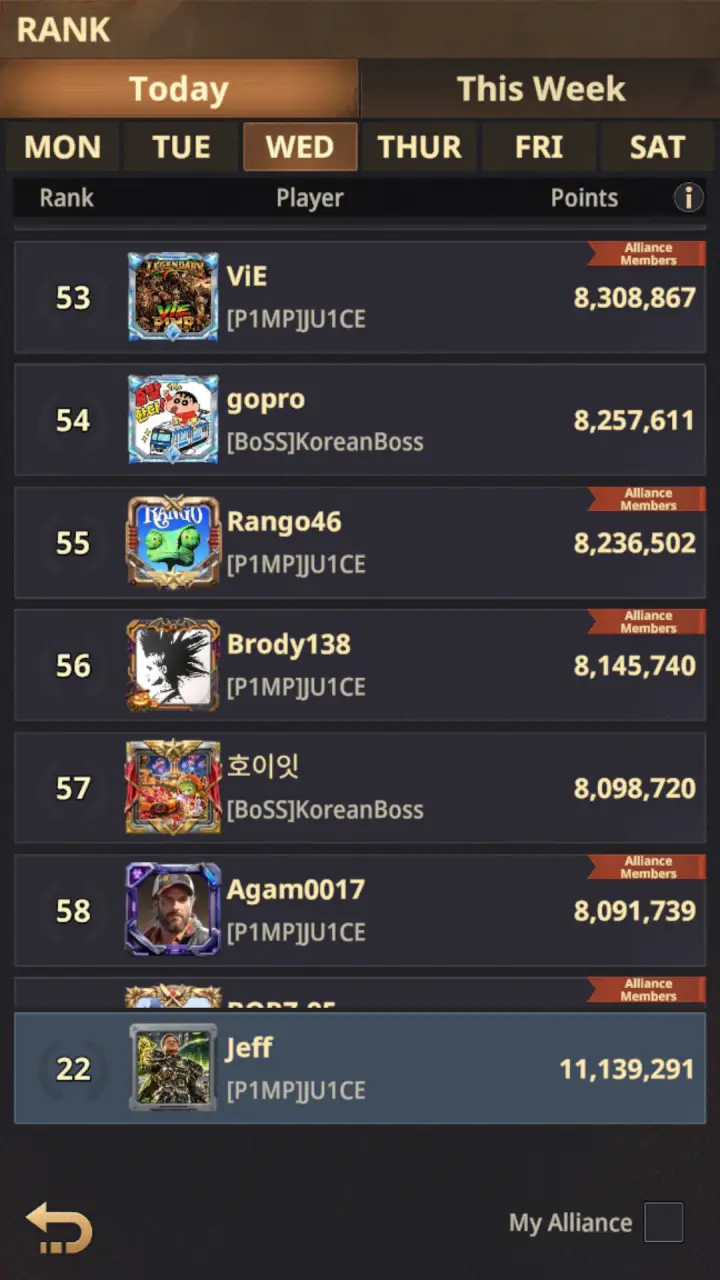 RANK
Today
This Week
MON TUE WED THUR FRI SAT
Rank Player Points i
53
LEGENDARY
ViE
ViE
[P1MP]JU1CE
Alliance
Members
8,308,867
54
gopro
[BoSS]KoreanBoss
8,257,611
55
RANGO
Rango46
[P1MP]JU1CE
Alliance
Members
8,236,502
56
Brody138
[P1MP]JU1CE
Alliance
Members
8,145,740
57
호이잇
[BoSS]KoreanBoss
8,098,720
58
Agam0017
[P1MP]JU1CE
Alliance
Members
8,091,739
Alliance
Members
22
Jeff
[P1MP]JU1CE
11,139,291
My Alliance